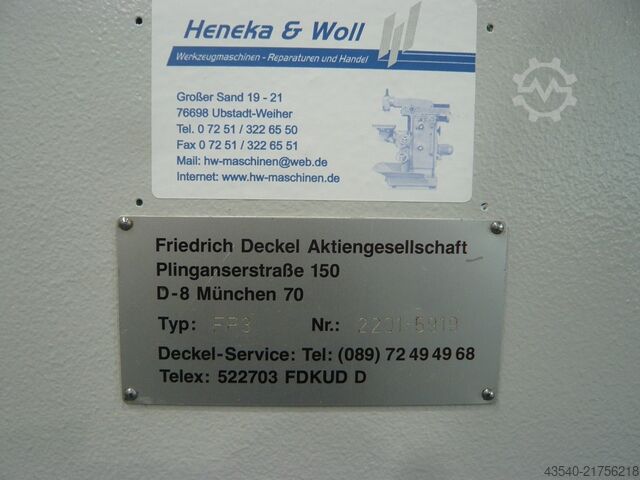 Heneka & Woll
Werkzeugmaschinen - Reparaturen und Handel
Großer Sand 19 - 21
76698 Ubstadt-Weiher
Tel. 0 72 51 / 322 65 50
Fax 0 72 51 / 322 65 51
Mail: hw-maschinen@web.de
Internet: www.hw-maschinen.de
Friedrich Deckel Aktiengesellschaft
Plinganserstraße 150
D-8 München 70
Typ: FP3 Nr.: 2201-5919
Deckel-Service: Tel: (089) 72 49 49 68
Telex: 522703 FDKUD D
43540-21756218